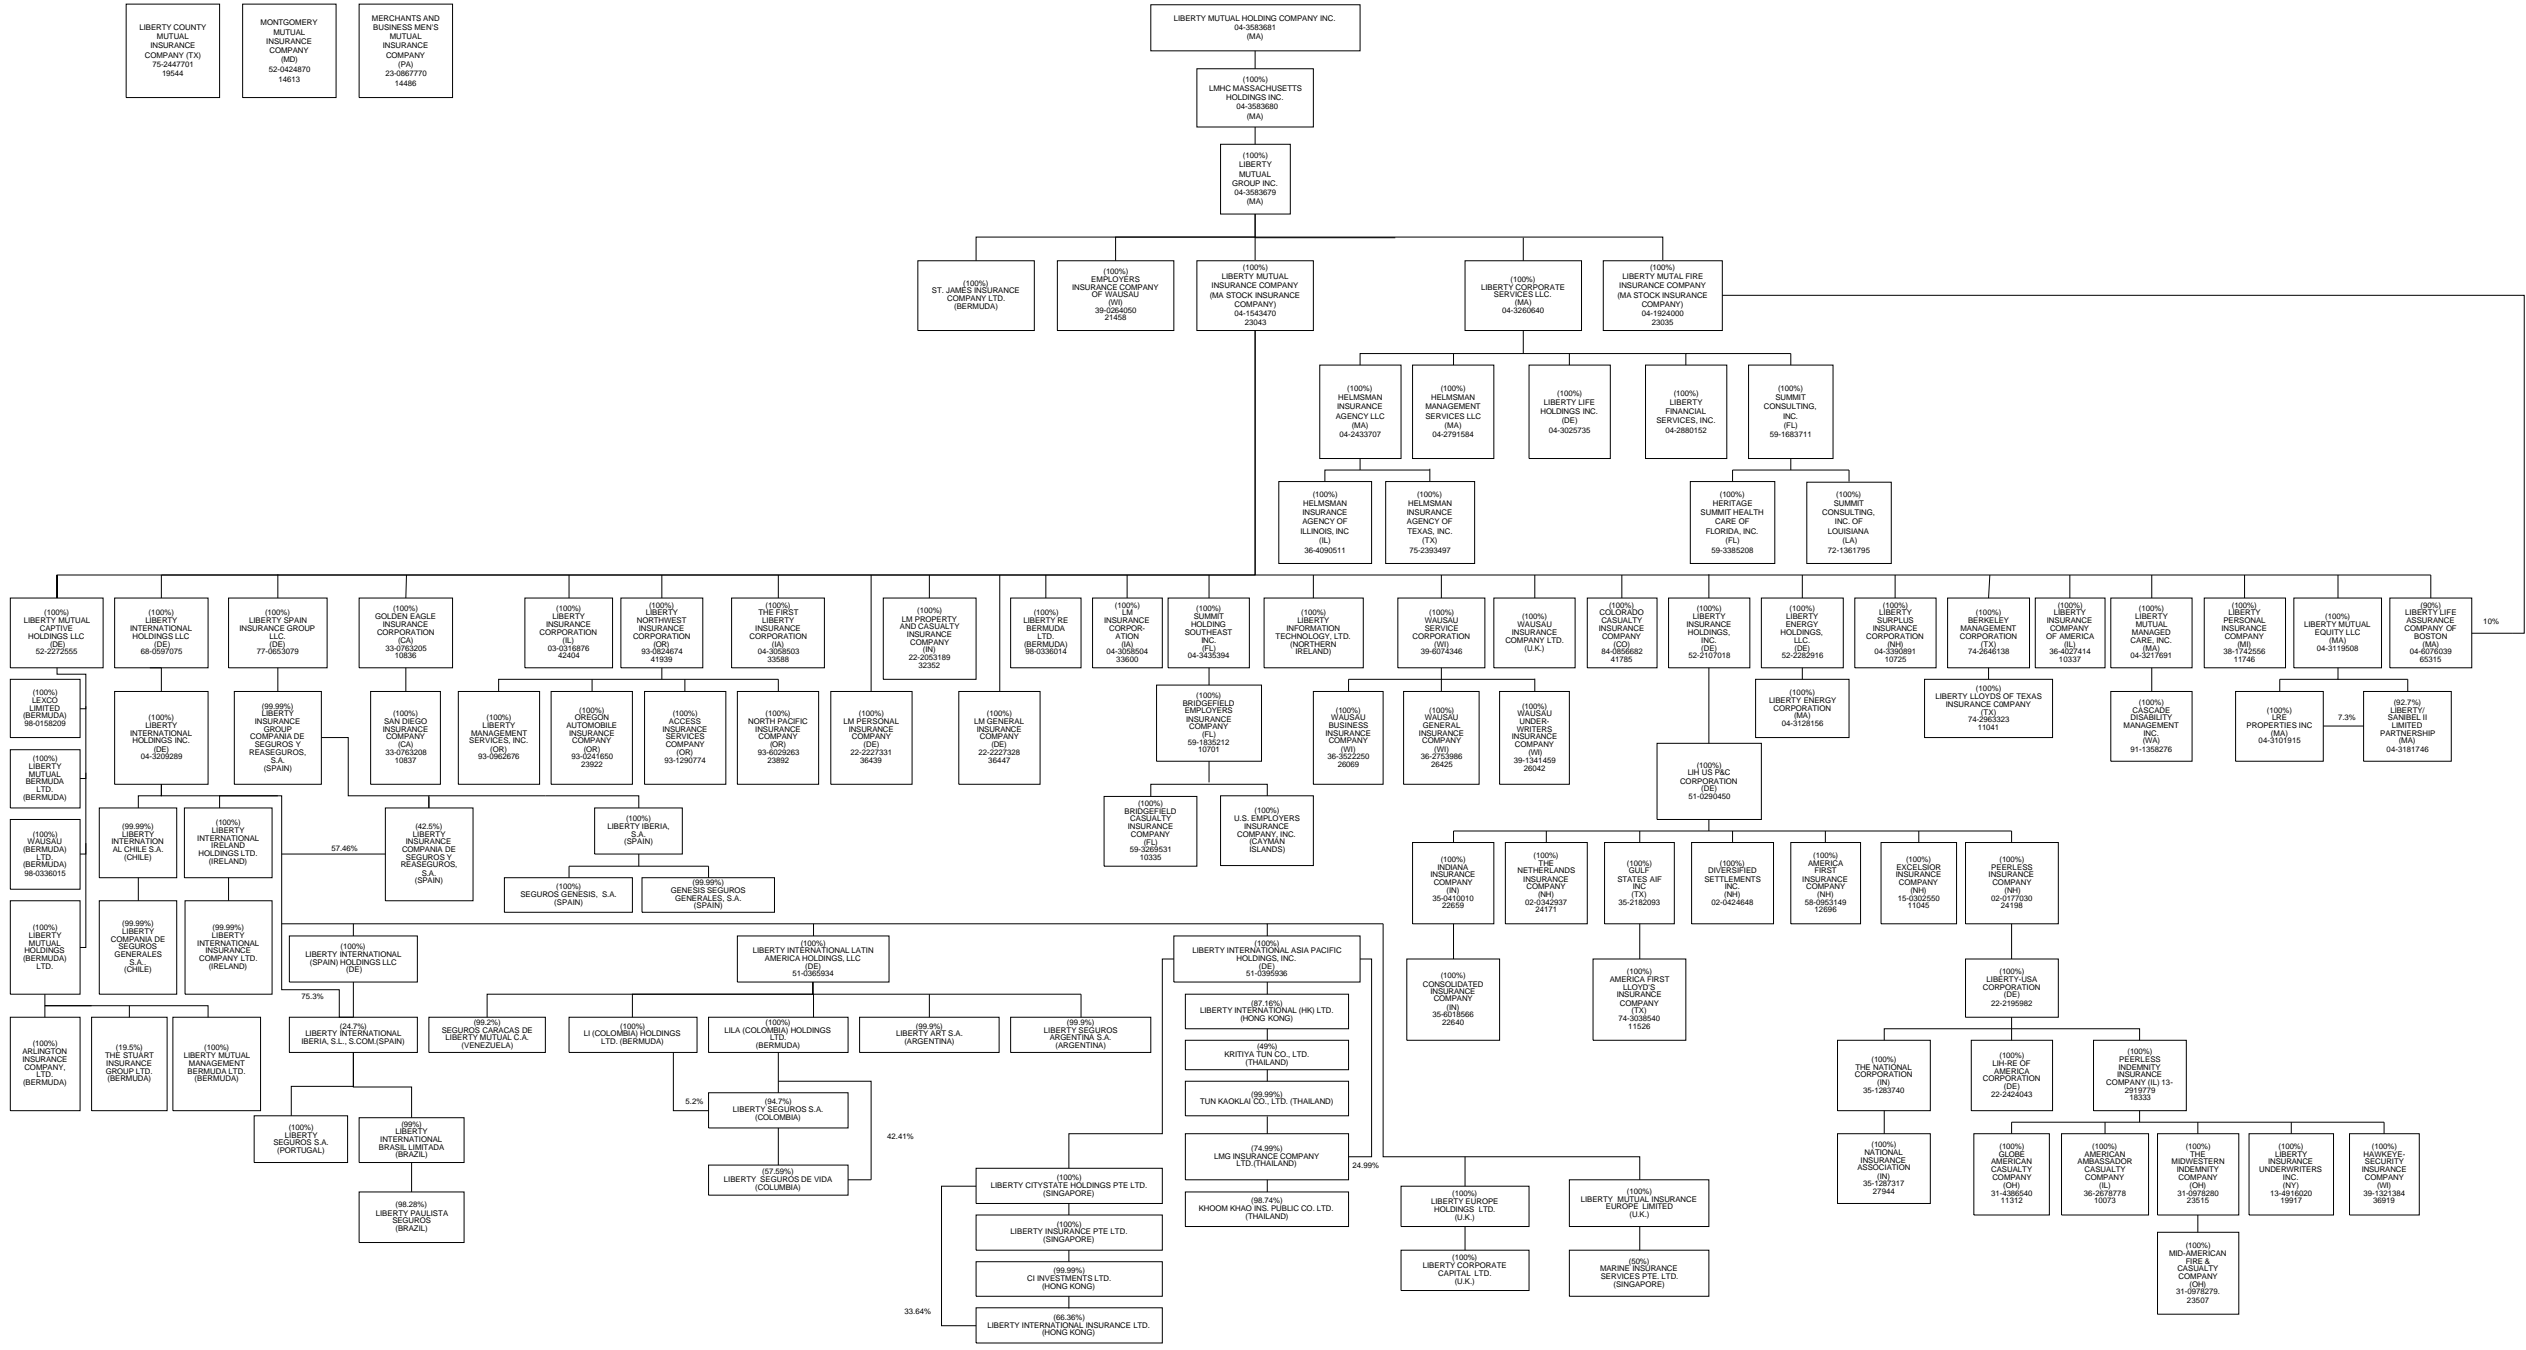 LIBERTY COUNTY
MUTUAL
INSURANCE
COMPANY (TX)
75-2447701
19544
MONTGOMERY
MUTUAL
INSURANCE
COMPANY
(MD)
52-0424870
14613
MERCHANTS AND
BUSINESS MEN'S
MUTUAL
INSURANCE
COMPANY
(PA)
23-0867770
14486
LIBERTY MUTUAL HOLDING COMPANY INC.
04-3583681
(MA)
(100%)
LMHC MASSACHUSETTS
HOLDINGS INC.
04-3583680
(MA)
(100%)
LIBERTY
MUTUAL
GROUP INC.
04-3583679
(MA)
(100%)
ST. JAMES INSURANCE
COMPANY LTD.
(BERMUDA)
(100%)
EMPLOYERS
INSURANCE COMPANY
OF WAUSAU
(WI)
39-0264050
21458
(100%)
LIBERTY MUTUAL
INSURANCE COMPANY
(MA STOCK INSURANCE
COMPANY)
04-1543470
23043
(100%)
LIBERTY CORPORATE
SERVICES LLC.
(MA)
04-3260640
(100%)
LIBERTY MUTAL FIRE
INSURANCE COMPANY
(MA STOCK INSURANCE
COMPANY)
04-1924000
23035
(100%)
HELMSMAN
INSURANCE
AGENCY LLC
(MA)
04-2433707
(100%)
HELMSMAN
MANAGEMENT
SERVICES LLC
(MA)
04-2791584
(100%)
LIBERTY LIFE
HOLDINGS INC.
(DE)
04-3025735
(100%)
LIBERTY
FINANCIAL
SERVICES, INC.
04-2880152
(100%)
SUMMIT
CONSULTING,
INC.
(FL)
59-1683711
(100%)
HELMSMAN
INSURANCE
AGENCY OF
ILLINOIS, INC
(IL)
36-4090511
(100%)
HELMSMAN
INSURANCE
AGENCY OF
TEXAS, INC.
(TX)
75-2393497
(100%)
HERITAGE
SUMMIT HEALTH
CARE OF
FLORIDA, INC.
(FL)
59-3385208
(100%)
SUMMIT
CONSULTING,
INC. OF
LOUISIANA
(LA)
72-1361795
(100%)
LIBERTY MUTUAL
CAPTIVE
HOLDINGS LLC
(DE)
52-2272555
(100%)
LIBERTY
INTERNATIONAL
HOLDINGS LLC
(DE)
68-0597075
(100%)
LIBERTY SPAIN
INSURANCE GROUP
LLC.
(DE)
77-0653079
(100%)
GOLDEN EAGLE
INSURANCE
CORPORATION
(CA)
33-0763205
10836
(100%)
LIBERTY
INSURANCE
CORPORATION
(IL)
03-0316876
42404
(100%)
LIBERTY
NORTHWEST
INSURANCE
CORPORATION
(OR)
93-0824674
41939
(100%)
THE FIRST
LIBERTY
INSURANCE
CORPORATION
(IA)
04-3058503
33588
(100%)
LM PROPERTY
AND CASUALTY
INSURANCE
COMPANY
(IN)
22-2053189
32352
(100%)
LIBERTY RE
BERMUDA
LTD.
(BERMUDA)
98-0336014
(100%)
LM
INSURANCE
CORPOR-
ATION
(IA)
04-3058504
33600
(100%)
SUMMIT
HOLDING
SOUTHEAST
INC.
(FL)
04-3435394
(100%)
LIBERTY
INFORMATION
TECHNOLOGY, LTD.
(NORTHERN
IRELAND)
(100%)
WAUSAU
SERVICE
CORPORATION
(WI)
39-6074346
(100%)
WAUSAU
INSURANCE
COMPANY LTD.
(U.K.)
(100%)
COLORADO
CASUALTY
INSURANCE
COMPANY
(CO)
84-0856682
41785
(100%)
LIBERTY
INSURANCE
HOLDINGS,
INC.
(DE)
52-2107018
(100%)
LIBERTY
ENERGY
HOLDINGS,
LLC.
(DE)
52-2282916
(100%)
LIBERTY
SURPLUS
INSURANCE
CORPORATION
(NH)
04-3390891
10725
(100%)
BERKELEY
MANAGEMENT
CORPORATION
(TX)
74-2646138
(100%)
LIBERTY
INSURANCE
COMPANY
OF AMERICA
(IL)
36-4027414
10337
(100%)
LIBERTY
MUTUAL
MANAGED
CARE, INC.
(MA)
04-3217691
(100%)
LIBERTY
PERSONAL
INSURANCE
COMPANY
(MI)
38-1742556
11746
(100%)
LIBERTY MUTUAL
EQUITY LLC
(MA)
04-3119508
(90%)
LIBERTY LIFE
ASSURANCE
COMPANY OF
BOSTON
(MA)
04-6076039
65315
10%
(100%)
LEXCO
LIMITED
(BERMUDA)
98-0158209
(100%)
LIBERTY
MUTUAL
BERMUDA
LTD.
(BERMUDA)
(100%)
WAUSAU
(BERMUDA)
LTD.
(BERMUDA)
98-0336015
(100%)
LIBERTY
MUTUAL
HOLDINGS
(BERMUDA)
LTD.
(100%)
LIBERTY
INTERNATIONAL
HOLDINGS INC.
(DE)
04-3209289
(99.99%)
LIBERTY
INSURANCE
GROUP
COMPANIA DE
SEGUROS Y
REASEGUROS,
S.A.
(SPAIN)
(100%)
SAN DIEGO
INSURANCE
COMPANY
(CA)
33-0763208
10837
(100%)
LIBERTY
MANAGEMENT
SERVICES, INC.
(OR)
93-0962676
(100%)
OREGON
AUTOMOBILE
INSURANCE
COMPANY
(OR)
93-0241650
23922
(100%)
ACCESS
INSURANCE
SERVICES
COMPANY
(OR)
93-1290774
(100%)
NORTH PACIFIC
INSURANCE
COMPANY
(OR)
93-6029263
23892
(100%)
LM PERSONAL
INSURANCE
COMPANY
(DE)
22-2227331
36439
(100%)
LM GENERAL
INSURANCE
COMPANY
(DE)
22-2227328
36447
(100%)
BRIDGEFIELD
EMPLOYERS
INSURANCE
COMPANY
(FL)
59-1835212
10701
(100%)
WAUSAU
BUSINESS
INSURANCE
COMPANY
(WI)
36-3522250
26069
(100%)
WAUSAU
GENERAL
INSURANCE
COMPANY
(WI)
36-2753986
26425
(100%)
WAUSAU
UNDER-
WRITERS
INSURANCE
COMPANY
(WI)
39-1341459
26042
(100%)
LIH US P&C
CORPORATION
(DE)
51-0290450
(100%)
LIBERTY ENERGY
CORPORATION
(MA)
04-3128156
(100%)
LIBERTY LLOYDS OF TEXAS
INSURANCE C0MPANY
(TX)
74-2963323
11041
(100%)
CASCADE
DISABILITY
MANAGEMENT
INC.
(WA)
91-1358276
(100%)
LRE
PROPERTIES INC
(MA)
04-3101915
7.3%
(92.7%)
LIBERTY/
SANIBEL II
LIMITED
PARTNERSHIP
(MA)
04-3181746
(99.99%)
LIBERTY
INTERNATION
AL CHILE S.A.
(CHILE)
(100%)
LIBERTY
INTERNATIONAL
IRELAND
HOLDINGS LTD.
(IRELAND)
57.46%
(42.5%)
LIBERTY
INSURANCE
COMPANIA DE
SEGUROS Y
REASEGUROS,
S.A.
(SPAIN)
(100%)
LIBERTY IBERIA,
S.A.
(SPAIN)
(100%)
SEGUROS GENESIS, S.A.
(SPAIN)
(99.99%)
GENESIS SEGUROS
GENERALES, S.A.
(SPAIN)
(100%)
BRIDGEFIELD
CASUALTY
INSURANCE
COMPANY
(FL)
59-3269531
10335
(100%)
U.S. EMPLOYERS
INSURANCE
COMPANY, INC.
(CAYMAN
ISLANDS)
(100%)
INDIANA
INSURANCE
COMPANY
(IN)
35-0410010
22659
(100%)
THE
NETHERLANDS
INSURANCE
COMPANY
(NH)
02-0342937
24171
(100%)
GULF
STATES AIF
INC
(TX)
35-2182093
(100%)
DIVERSIFIED
SETTLEMENTS
INC.
(NH)
02-0424648
(100%)
AMERICA
FIRST
INSURANCE
COMPANY
(NH)
58-0953149
12696
(100%)
EXCELSIOR
INSURANCE
COMPANY
(NH)
15-0302550
11045
(100%)
PEERLESS
INSURANCE
COMPANY
(NH)
02-0177030
24198
(99.99%)
LIBERTY
COMPANIA DE
SEGUROS
GENERALES
S.A..
(CHILE)
(99.99%)
LIBERTY
INTERNATIONAL
INSURANCE
COMPANY LTD.
(IRELAND)
(100%)
LIBERTY INTERNATIONAL
(SPAIN) HOLDINGS LLC
(DE)
(100%)
LIBERTY INTERNATIONAL LATIN
AMERICA HOLDINGS, LLC
(DE)
51-0365934
(100%)
LIBERTY INTERNATIONAL ASIA PACIFIC
HOLDINGS, INC.
(DE)
51-0395936
(100%)
CONSOLIDATED
INSURANCE
COMPANY
(IN)
35-6018566
22640
(100%)
AMERICA FIRST
LLOYD'S
INSURANCE
COMPANY
(TX)
74-3038540
11526
(100%)
LIBERTY-USA
CORPORATION
(DE)
22-2195982
75.3%
(100%)
ARLINGTON
INSURANCE
COMPANY,
LTD.
(BERMUDA)
(19.5%)
THE STUART
INSURANCE
GROUP LTD.
(BERMUDA)
(100%)
LIBERTY MUTUAL
MANAGEMENT
BERMUDA LTD.
(BERMUDA)
(24.7%)
LIBERTY INTERNATIONAL
IBERIA, S.L., S.COM.(SPAIN)
(99.2%)
SEGUROS CARACAS DE
LIBERTY MUTUAL C.A.
(VENEZUELA)
(100%)
LI (COLOMBIA) HOLDINGS
LTD. (BERMUDA)
(100%)
LILA (COLOMBIA) HOLDINGS
LTD.
(BERMUDA)
(99.9%)
LIBERTY ART S.A.
(ARGENTINA)
(99.9%)
LIBERTY SEGUROS
ARGENTINA S.A.
(ARGENTINA)
(87.16%)
LIBERTY INTERNATIONAL (HK) LTD.
(HONG KONG)
(49%)
KRITIYA TUN CO., LTD.
(THAILAND)
(99.99%)
TUN KAOKLAI CO., LTD. (THAILAND)
(74.99%)
LMG INSURANCE COMPANY
LTD.(THAILAND)
24.99%
(98.74%)
KHOOM KHAO INS. PUBLIC CO. LTD.
(THAILAND)
(100%)
LIBERTY
SEGUROS S.A.
(PORTUGAL)
(99%)
LIBERTY
INTERNATIONAL
BRASIL LIMITADA
(BRAZIL)
(98.28%)
LIBERTY PAULISTA
SEGUROS
(BRAZIL)
5.2%
(94.7%)
LIBERTY SEGUROS S.A.
(COLOMBIA)
42.41%
(57.59%)
LIBERTY SEGUROS DE VIDA
(COLUMBIA)
(100%)
LIBERTY CITYSTATE HOLDINGS PTE LTD.
(SINGAPORE)
(100%)
LIBERTY INSURANCE PTE LTD.
(SINGAPORE)
(99.99%)
CI INVESTMENTS LTD.
(HONG KONG)
33.64%
(66.36%)
LIBERTY INTERNATIONAL INSURANCE LTD.
(HONG KONG)
(100%)
LIBERTY EUROPE
HOLDINGS LTD.
(U.K.)
(100%)
LIBERTY MUTUAL INSURANCE
EUROPE LIMITED
(U.K.)
(100%)
LIBERTY CORPORATE
CAPITAL LTD.
(U.K.)
(50%)
MARINE INSURANCE
SERVICES PTE. LTD.
(SINGAPORE)
(100%)
THE NATIONAL
CORPORATION
(IN)
35-1283740
(100%)
LIH-RE OF
AMERICA
CORPORATION
(DE)
22-2424043
(100%)
PEERLESS
INDEMNITY
INSURANCE
COMPANY (IL) 13-
2919779
18333
(100%)
NATIONAL
INSURANCE
ASSOCIATION
(IN)
35-1287317
27944
(100%)
GLOBE
AMERICAN
CASUALTY
COMPANY
(OH)
31-4386540
11312
(100%)
AMERICAN
AMBASSADOR
CASUALTY
COMPANY
(IL)
36-2678778
10073
(100%)
THE
MIDWESTERN
INDEMNITY
COMPANY
(OH)
31-0978280
23515
(100%)
LIBERTY
INSURANCE
UNDERWRITERS
INC.
(NY)
13-4916020
19917
(100%)
HAWKEYE-
SECURITY
INSURANCE
COMPANY
(WI)
39-1321384
36919
(100%)
MID-AMERICAN
FIRE &
CASUALTY
COMPANY
(OH)
31-0978279.
23507